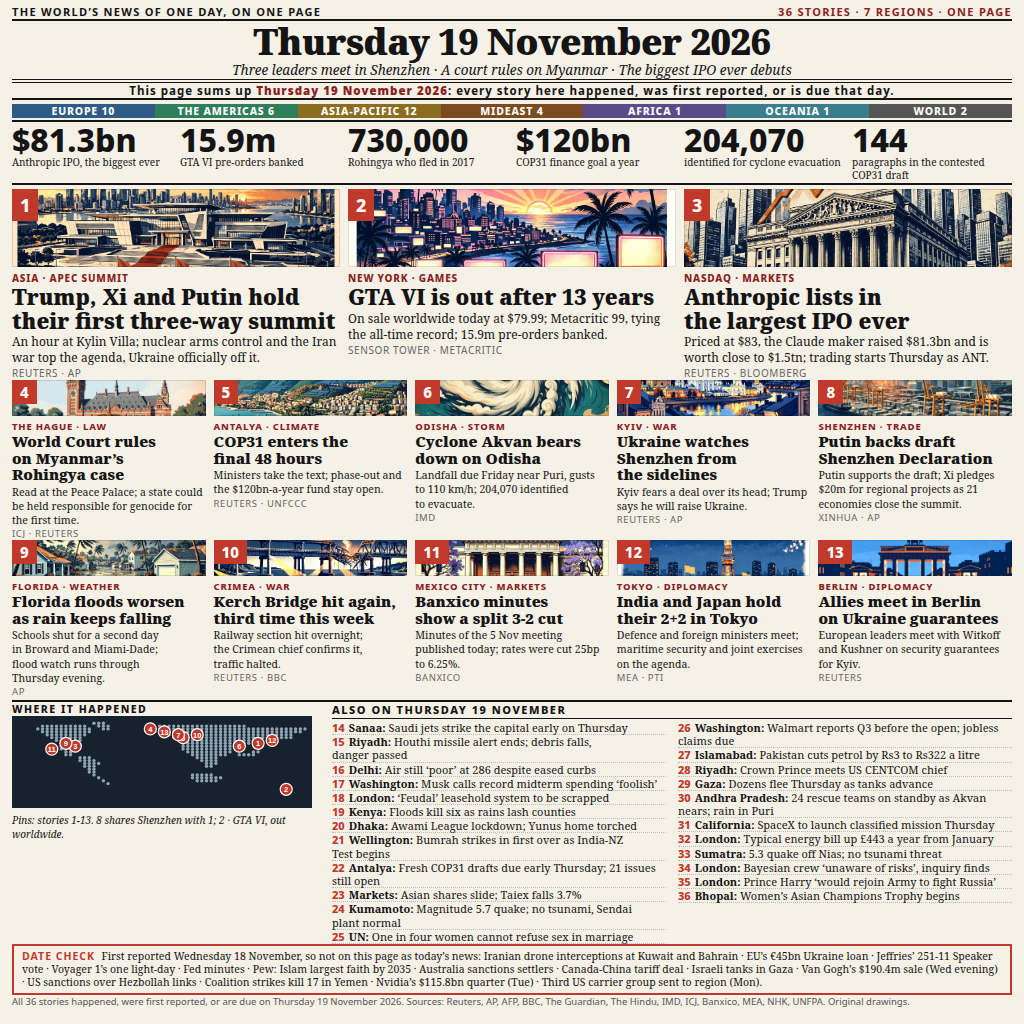 THE WORLD'S NEWS OF ONE DAY, ON ONE PAGE
36 STORIES · 7 REGIONS · ONE PAGE
Thursday 19 November 2026
Three leaders meet in Shenzhen · A court rules on Myanmar · The biggest IPO ever debuts
This page sums up Thursday 19 November 2026: every story here happened, was first reported, or is due that day.
EUROPE 10
THE AMERICAS 6
ASIA-PACIFIC 12
MIDEAST 4
AFRICA 1
OCEANIA 1
WORLD 2
$81.3bn
Anthropic IPO, the biggest ever
15.9m
GTA VI pre-orders banked
730,000
Rohingya who fled in 2017
$120bn
COP31 finance goal a year
204,070
identified for cyclone evacuation
144
paragraphs in the contested
COP31 draft
1
ASIA · APEC SUMMIT
Trump, Xi and Putin hold
their first three-way summit
An hour at Kylin Villa; nuclear arms control and the Iran
war top the agenda, Ukraine officially off it.
REUTERS · AP
2
NEW YORK · GAMES
GTA VI is out after 13 years
On sale worldwide today at $79.99; Metacritic 99, tying
the all-time record; 15.9m pre-orders banked.
SENSOR TOWER · METACRITIC
3
NASDAQ · MARKETS
Anthropic lists in
the largest IPO ever
Priced at $83, the Claude maker raised $81.3bn and is
worth close to $1.5tn; trading starts Thursday as ANT.
REUTERS · BLOOMBERG
4
THE HAGUE · LAW
World Court rules
on Myanmar's
Rohingya case
Read at the Peace Palace; a state could
be held responsible for genocide for
the first time.
ICJ · REUTERS
5
ANTALYA · CLIMATE
COP31 enters the
final 48 hours
Ministers take the text; phase-out and
the $120bn-a-year fund stay open.
REUTERS · UNFCCC
6
ODISHA · STORM
Cyclone Akvan bears
down on Odisha
Landfall due Friday near Puri, gusts
to 110 km/h; 204,070 identified
to evacuate.
IMD
7
KYIV · WAR
Ukraine watches
Shenzhen from
the sidelines
Kyiv fears a deal over its head; Trump
says he will raise Ukraine.
REUTERS · AP
8
SHENZHEN · TRADE
Putin backs draft
Shenzhen Declaration
Putin supports the draft; Xi pledges
$20m for regional projects as 21
economies close the summit.
XINHUA · AP
9
FLORIDA · WEATHER
Florida floods worsen
as rain keeps falling
Schools shut for a second day
in Broward and Miami-Dade;
flood watch runs through
Thursday evening.
AP
10
CRIMEA · WAR
Kerch Bridge hit again,
third time this week
Railway section hit overnight;
the Crimean chief confirms it,
traffic halted.
REUTERS · BBC
11
MEXICO CITY · MARKETS
Banxico minutes
show a split 3-2 cut
Minutes of the 5 Nov meeting
published today; rates were cut 25bp
to 6.25%.
BANXICO
12
TOKYO · DIPLOMACY
India and Japan hold
their 2+2 in Tokyo
Defence and foreign ministers meet;
maritime security and joint exercises
on the agenda.
MEA · PTI
13
BERLIN · DIPLOMACY
Allies meet in Berlin
on Ukraine guarantees
European leaders meet with Witkoff
and Kushner on security guarantees
for Kyiv.
REUTERS
WHERE IT HAPPENED
4
13
7
10
9
3
11
6
1
12
2
Pins: stories 1-13. 8 shares Shenzhen with 1; 2 · GTA VI, out
worldwide.
ALSO ON THURSDAY 19 NOVEMBER
14 Sanaa: Saudi jets strike the capital early on Thursday
15 Riyadh: Houthi missile alert ends; debris falls,
danger passed
16 Delhi: Air still 'poor' at 286 despite eased curbs
17 Washington: Musk calls record midterm spending 'foolish'
18 London: 'Feudal' leasehold system to be scrapped
19 Kenya: Floods kill six as rains lash counties
20 Dhaka: Awami League lockdown; Yunus home torched
21 Wellington: Bumrah strikes in first over as India-NZ
Test begins
22 Antalya: Fresh COP31 drafts due early Thursday; 21 issues
still open
23 Markets: Asian shares slide; Taiex falls 3.7%
24 Kumamoto: Magnitude 5.7 quake; no tsunami, Sendai
plant normal
25 UN: One in four women cannot refuse sex in marriage
26 Washington: Walmart reports Q3 before the open; jobless
claims due
27 Islamabad: Pakistan cuts petrol by Rs3 to Rs322 a litre
28 Riyadh: Crown Prince meets US CENTCOM chief
29 Gaza: Dozens flee Thursday as tanks advance
30 Andhra Pradesh: 24 rescue teams on standby as Akvan
nears; rain in Puri
31 California: SpaceX to launch classified mission Thursday
32 London: Typical energy bill up £443 a year from January
33 Sumatra: 5.3 quake off Nias; no tsunami threat
34 London: Bayesian crew 'unaware of risks', inquiry finds
35 London: Prince Harry 'would rejoin Army to fight Russia'
36 Bhopal: Women's Asian Champions Trophy begins
DATE CHECK First reported Wednesday 18 November, so not on this page as today's news: Iranian drone interceptions at Kuwait and Bahrain · EU's €45bn Ukraine loan · Jeffries' 251-11 Speaker
vote · Voyager 1's one light-day · Fed minutes · Pew: Islam largest faith by 2035 · Australia sanctions settlers · Canada-China tariff deal · Israeli tanks in Gaza · Van Gogh's $190.4m sale (Wed evening)
· US sanctions over Hezbollah links · Coalition strikes kill 17 in Yemen · Nvidia's $115.8bn quarter (Tue) · Third US carrier group sent to region (Mon).
All 36 stories happened, were first reported, or are due on Thursday 19 November 2026. Sources: Reuters, AP, AFP, BBC, The Guardian, The Hindu, IMD, ICJ, Banxico, MEA, NHK, UNFPA. Original drawings.